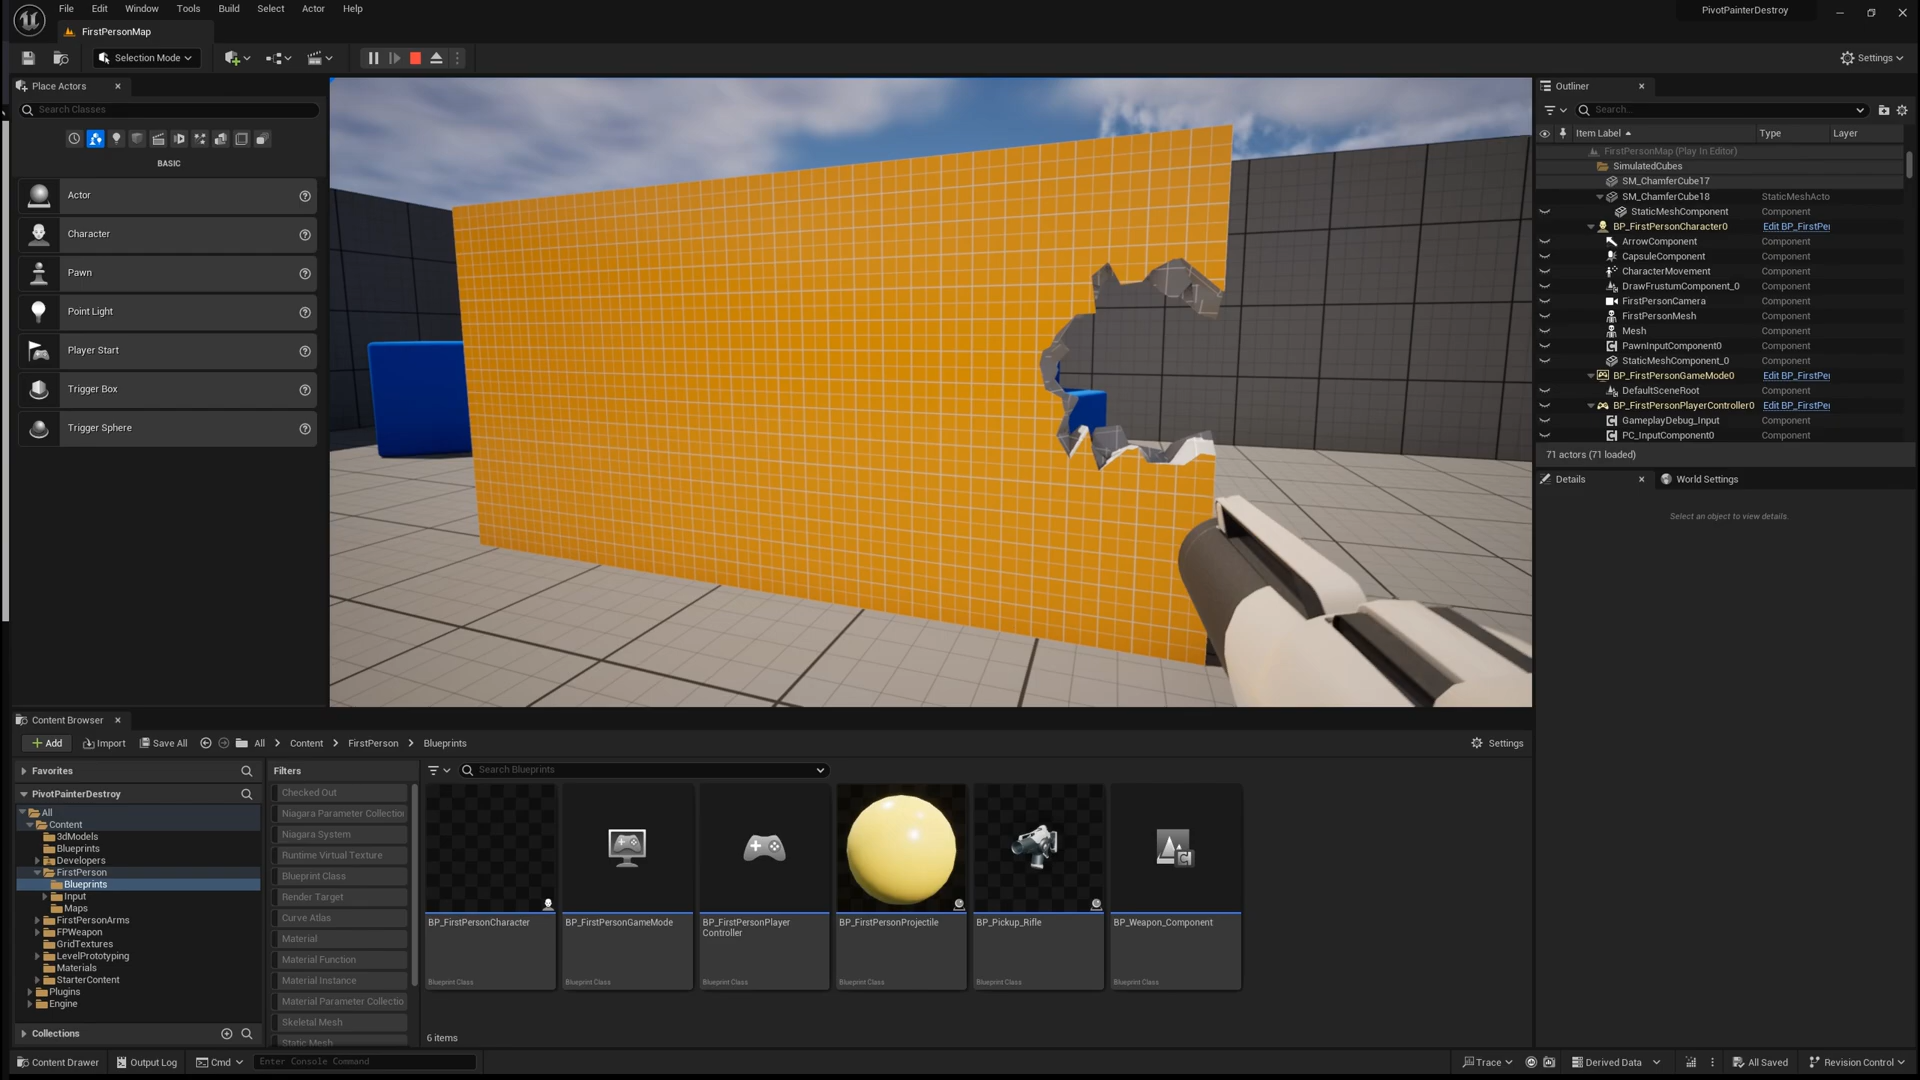 File Edit Window Tools Build Select Actor Help
PivotPainterDestroy
FirstPersonMap
Selection Mode
Settings
Place Actors
Search Classes
BASIC
Actor
Character
Pawn
Point Light
Player Start
Trigger Box
Trigger Sphere
Outliner
Search...
Item Label Type Layer
FirstPersonMap (Play In Editor)
SimulatedCubes
SM_ChamferCube17
SM_ChamferCube18 StaticMeshActo
StaticMeshComponent Component
BP_FirstPersonCharacter0 Edit BP_FirstPer
ArrowComponent Component
CapsuleComponent Component
CharacterMovement Component
DrawFrustumComponent_0 Component
FirstPersonCamera Component
FirstPersonMesh Component
Mesh Component
PawnInputComponent0 Component
StaticMeshComponent_0 Component
BP_FirstPersonGameMode0 Edit BP_FirstPer
DefaultSceneRoot Component
BP_FirstPersonPlayerController0 Edit BP_FirstPer
GameplayDebug_Input Component
PC_InputComponent0 Component
71 actors (71 loaded)
Details World Settings
Select an object to view details.
Content Browser
Add Import Save All All Content FirstPerson Blueprints Settings
Favorites
PivotPainterDestroy
All
Content
3dModels
Blueprints
Developers
FirstPerson
Blueprints
Input
Maps
FirstPersonArms
FPWeapon
GridTextures
LevelPrototyping
Materials
StarterContent
Plugins
Engine
Collections
Filters
Checked Out
Niagara Parameter Collectio
Niagara System
Runtime Virtual Texture
Blueprint Class
Render Target
Curve Atlas
Material
Material Function
Material Instance
Material Parameter Collectio
Skeletal Mesh
Static Mesh
Search Blueprints
BP_FirstPersonCharacter
Blueprint Class
BP_FirstPersonGameMode
Blueprint Class
BP_FirstPersonPlayer
Controller
Blueprint Class
BP_FirstPersonProjectile
Blueprint Class
BP_Pickup_Rifle
Blueprint Class
BP_Weapon_Component
Blueprint Class
6 items
Content Drawer Output Log Cmd Enter Console Command Trace Derived Data All Saved Revision Control